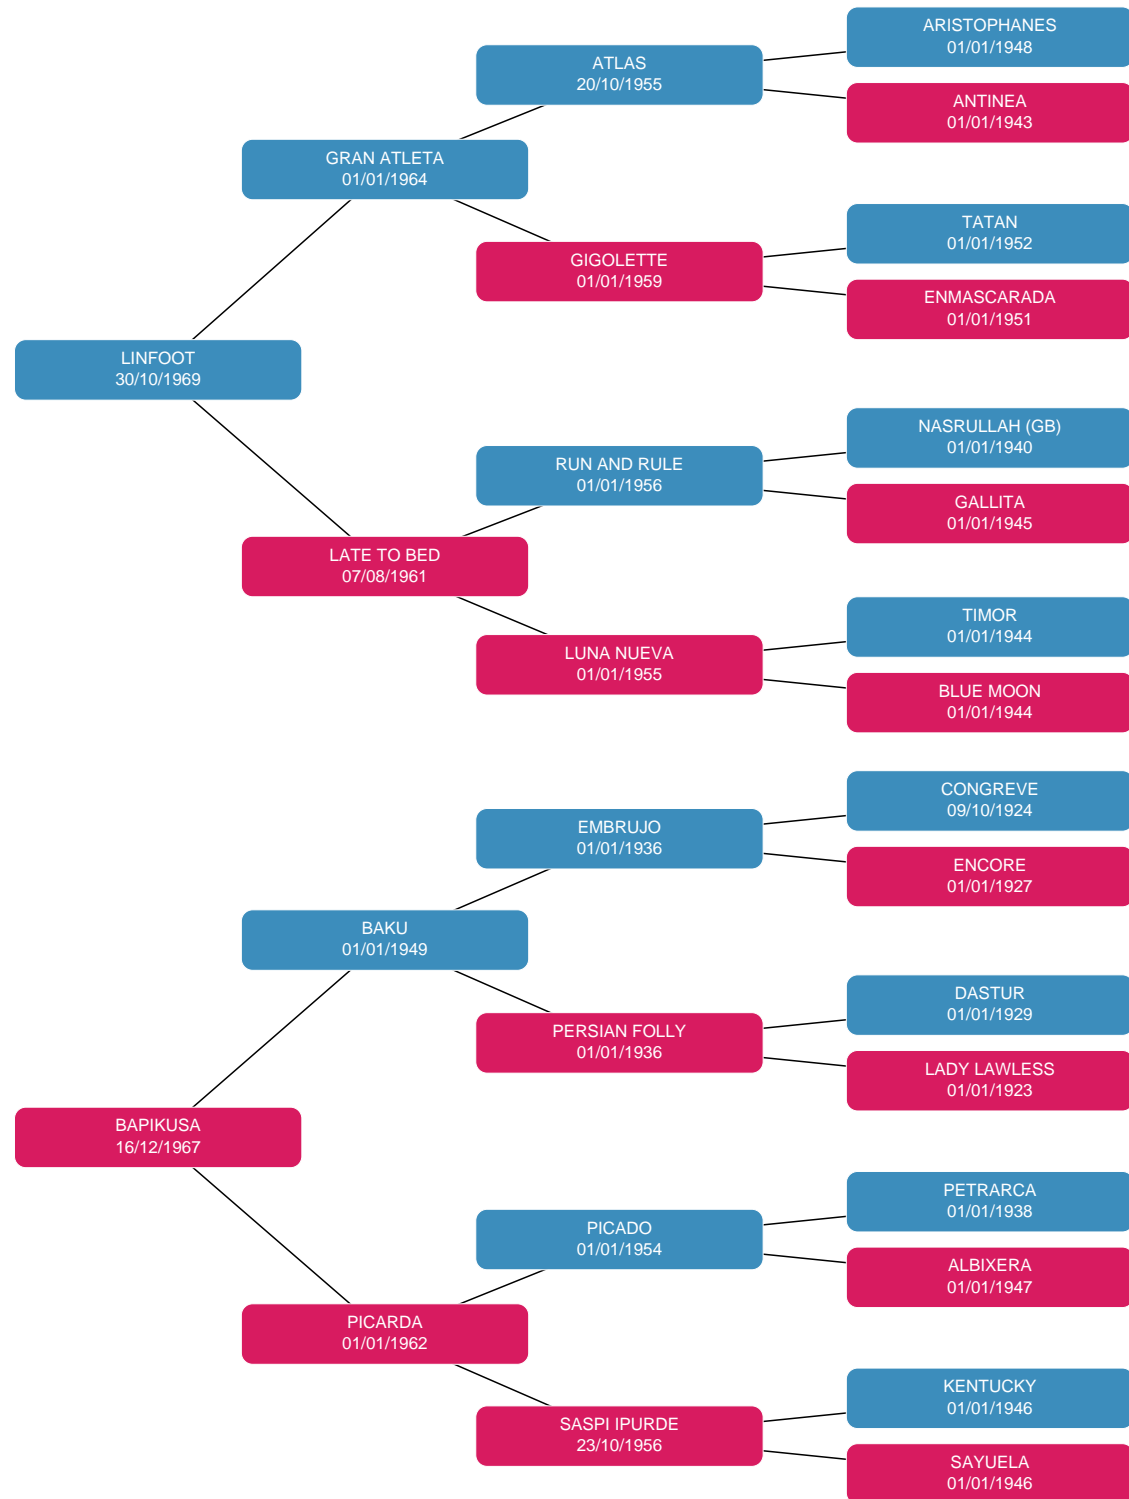 ARISTOPHANES
01/01/1948
ATLAS
20/10/1955
ANTINEA
01/01/1943
GRAN ATLETA
01/01/1964
TATAN
01/01/1952
GIGOLETTE
01/01/1959
ENMASCARADA
01/01/1951
LINFOOT
30/10/1969
NASRULLAH (GB)
01/01/1940
RUN AND RULE
01/01/1956
GALLITA
01/01/1945
LATE TO BED
07/08/1961
TIMOR
01/01/1944
LUNA NUEVA
01/01/1955
BLUE MOON
01/01/1944
CONGREVE
09/10/1924
EMBRUJO
01/01/1936
ENCORE
01/01/1927
BAKU
01/01/1949
DASTUR
01/01/1929
PERSIAN FOLLY
01/01/1936
LADY LAWLESS
01/01/1923
BAPIKUSA
16/12/1967
PETRARCA
01/01/1938
PICADO
01/01/1954
ALBIXERA
01/01/1947
PICARDA
01/01/1962
KENTUCKY
01/01/1946
SASPI IPURDE
23/10/1956
SAYUELA
01/01/1946